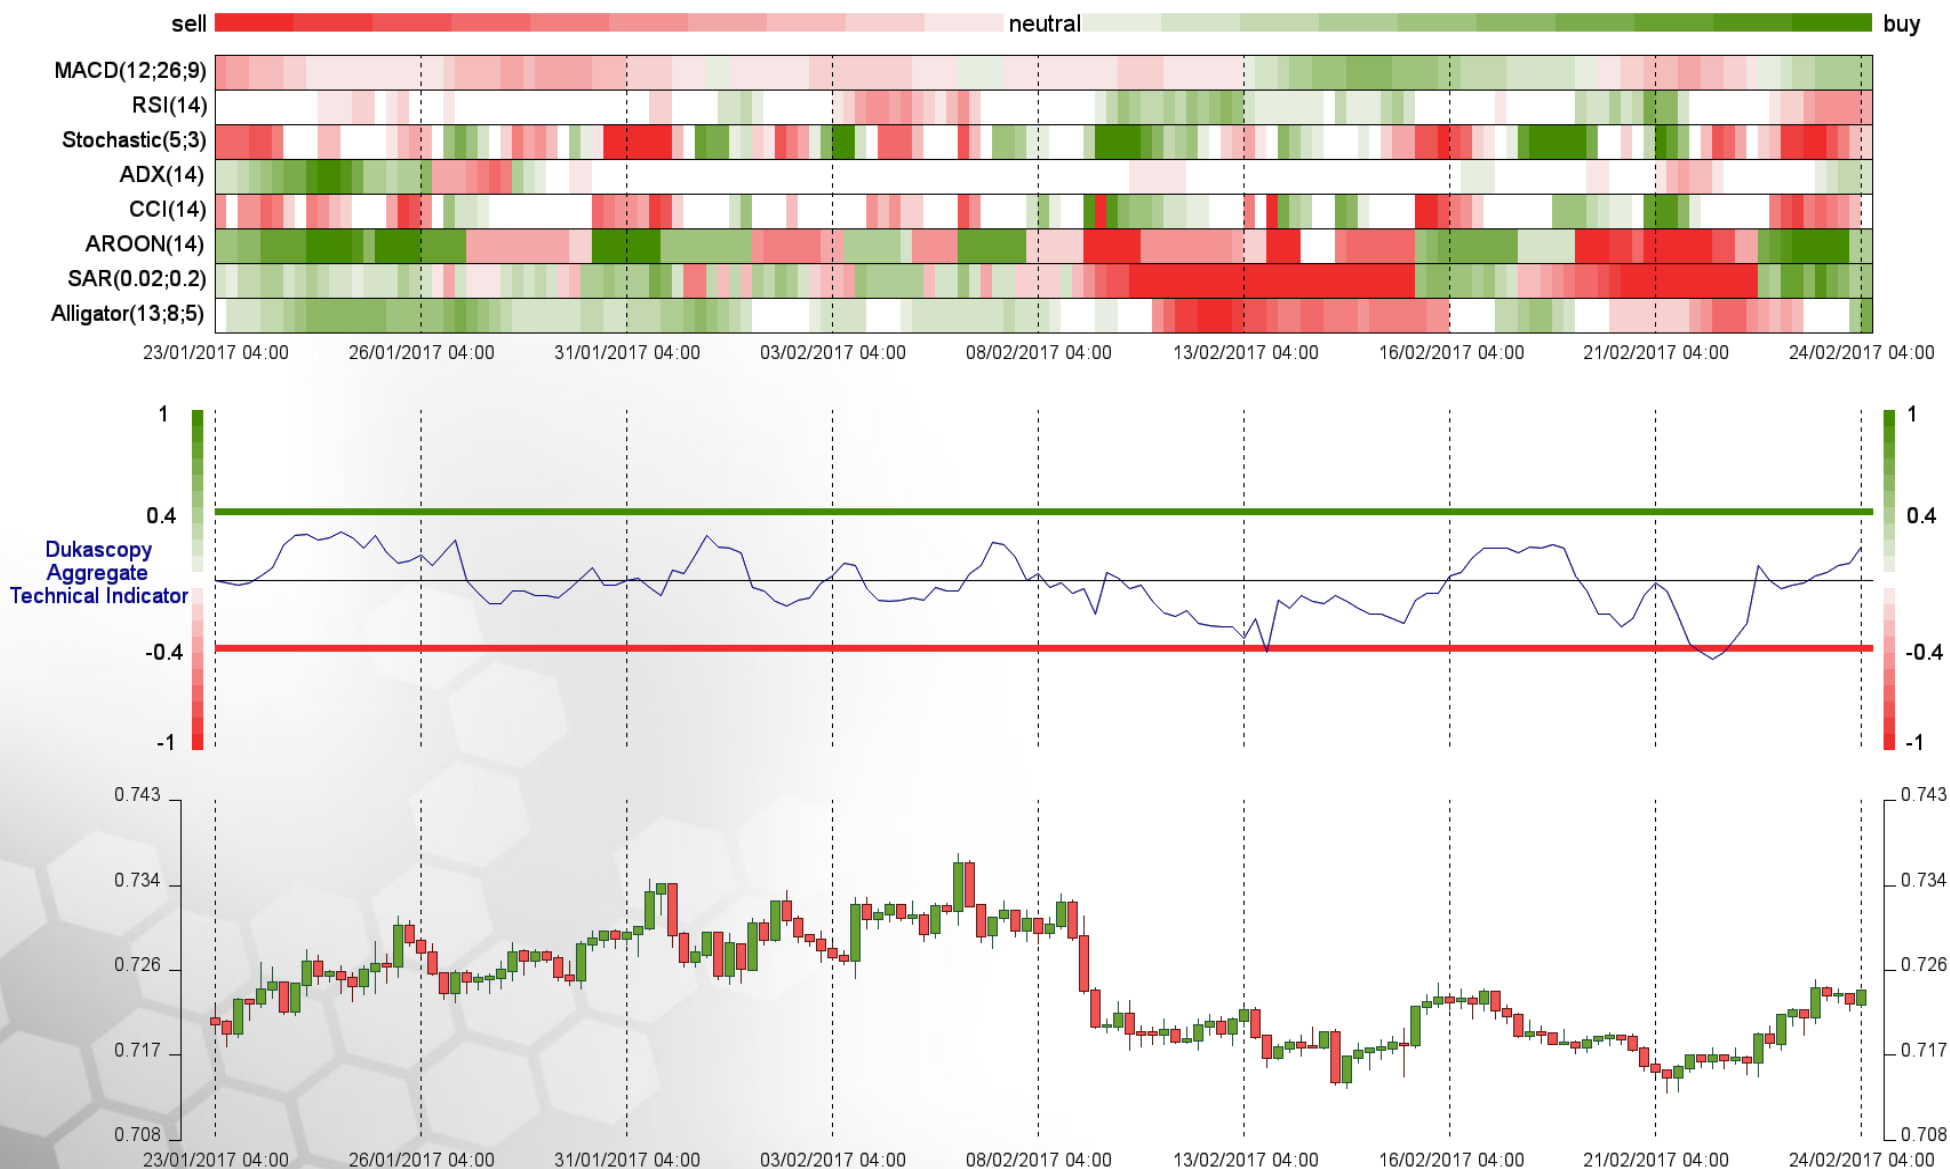 sell neutral buy
MACD(12;26;9)
RSI(14)
Stochastic(5;3)
ADX(14)
CCI(14)
AROON(14)
SAR(0.02;0.2)
Alligator(13;8;5)
23/01/2017 04:00 26/01/2017 04:00 31/01/2017 04:00 03/02/2017 04:00 08/02/2017 04:00 13/02/2017 04:00 16/02/2017 04:00 21/02/2017 04:00 24/02/2017 04:00
1 1
0.4 0.4
Dukascopy
Aggregate
Technical Indicator
-0.4 -0.4
-1 -1
0.743 0.743
0.734 0.734
0.726 0.726
0.717 0.717
0.708 0.708
23/01/2017 04:00 26/01/2017 04:00 31/01/2017 04:00 03/02/2017 04:00 08/02/2017 04:00 13/02/2017 04:00 16/02/2017 04:00 21/02/2017 04:00 24/02/2017 04:00